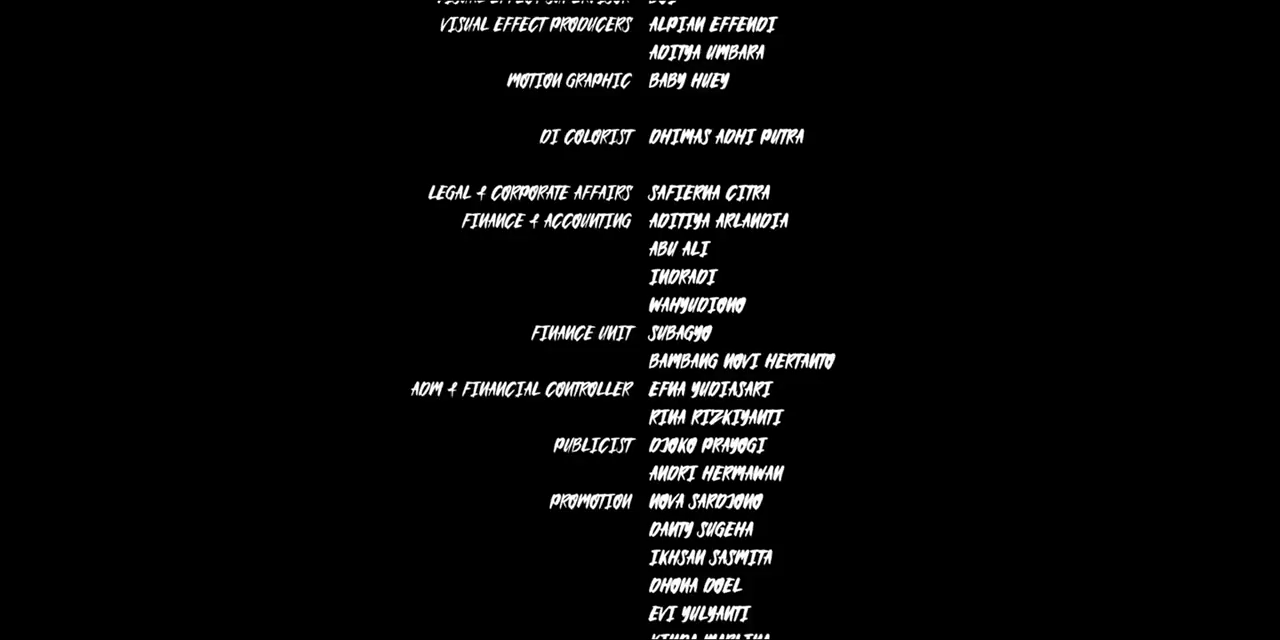 VISUAL EFFECT PRODUCERS ALPIAN EFFENDI
ADITYA UMBARA
MOTION GRAPHIC BABY HUEY
DI COLORIST DHIMAS ADHI PUTRA
LEGAL & CORPORATE AFFAIRS SAFIERNA CITRA
FINANCE & ACCOUNTING ADITIYA ARLANDIA
ABU ALI
INDRADI
WAHYUDIONO
FINANCE UNIT SUBAGYO
BAMBANG NOVI HERTANTO
ADM & FINANCIAL CONTROLLER EFNA YUDIASARI
RINA RIZKIYANTI
PUBLICIST DJOKO PRAYOGI
ANDRI HERMAWAN
PROMOTION NOVA SARDJONO
DANTY SUGEHA
IKHSAN SASMITA
DHONA DOEL
EVI YULYANTI